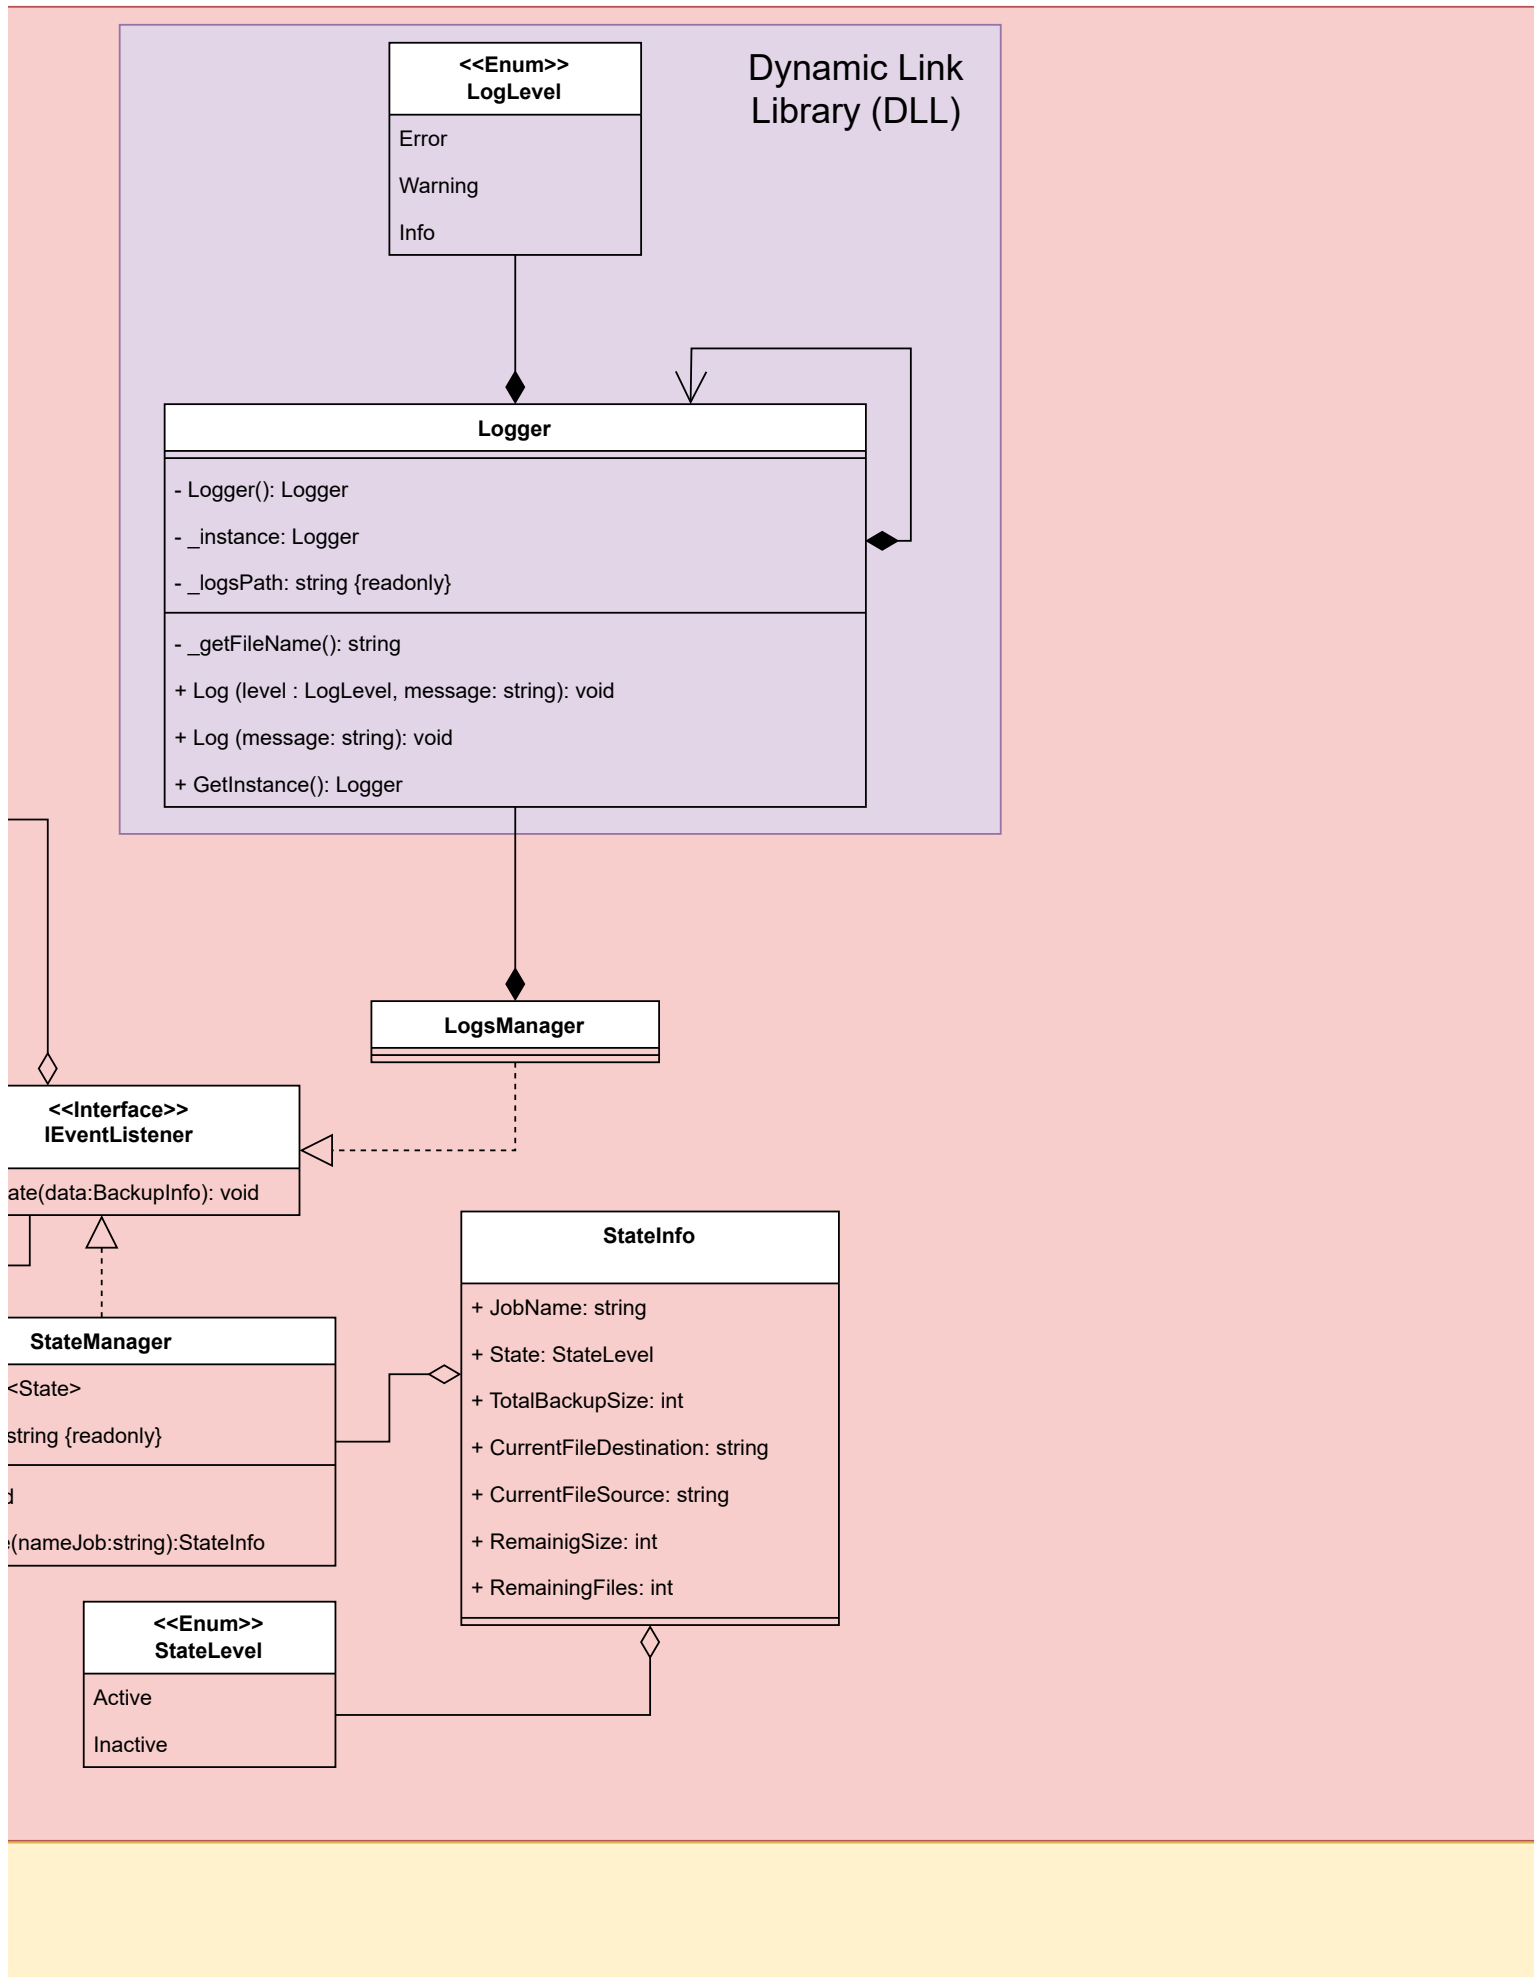 <<Enum>>
LogLevel
Error
Warning
Info
Dynamic Link
Library (DLL)
Logger
- Logger(): Logger
- _instance: Logger
- _logsPath: string {readonly}
- _getFileName(): string
+ Log (level : LogLevel, message: string): void
+ Log (message: string): void
+ GetInstance(): Logger
LogsManager
<<Interface>>
IEventListener
ate(data:BackupInfo): void
StateManager
<State>
string {readonly}
(nameJob:string):StateInfo
StateInfo
+ JobName: string
+ State: StateLevel
+ TotalBackupSize: int
+ CurrentFileDestination: string
+ CurrentFileSource: string
+ RemainigSize: int
+ RemainingFiles: int
<<Enum>>
StateLevel
Active
Inactive